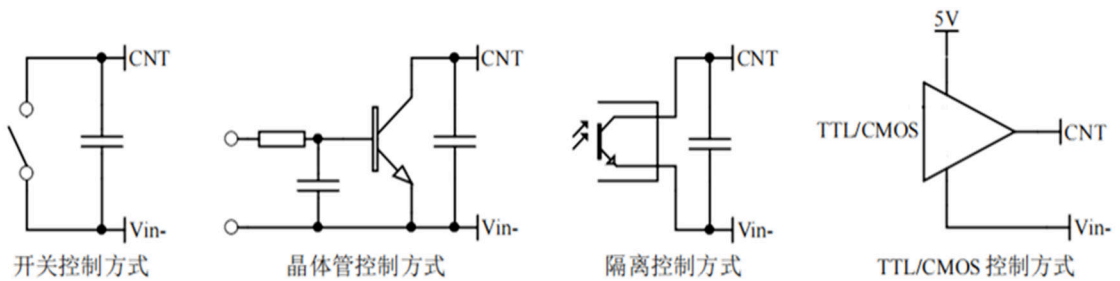 5V
CNT
CNT
CNT
TTL/CMOS
CNT
Vin-
Vin-
Vin-
Vin-
开关控制方式
晶体管控制方式
隔离控制方式
TTL/CMOS 控制方式